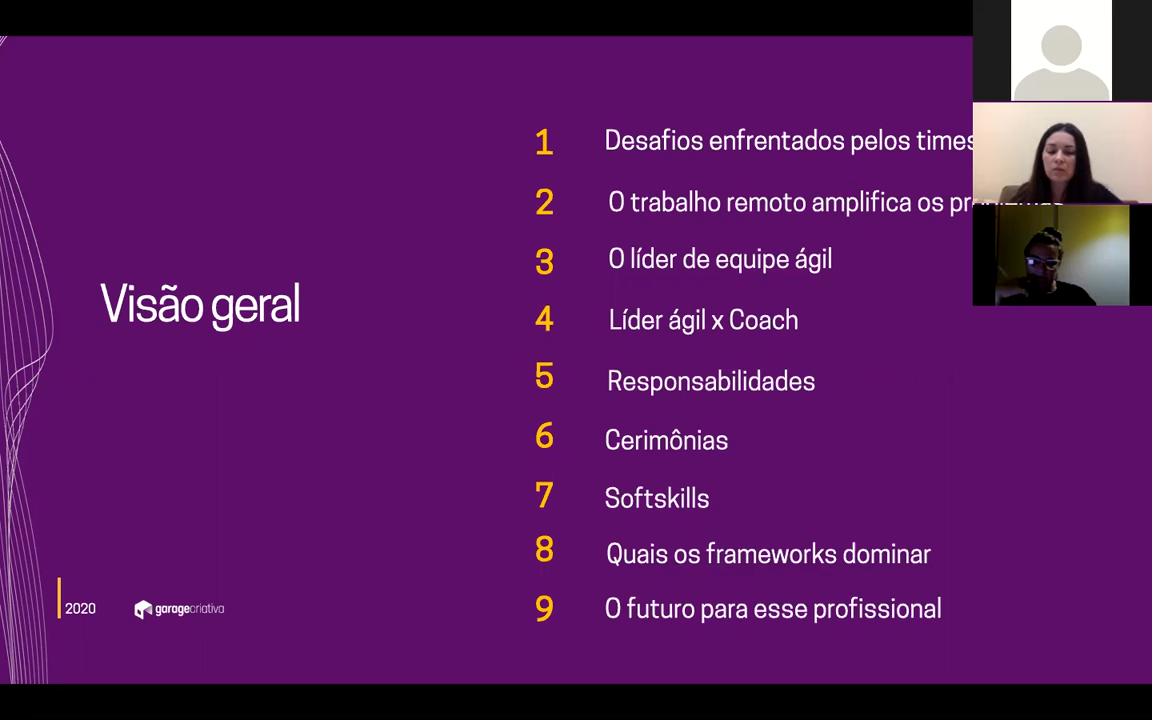 Visão geral
1 Desafios enfrentados pelos times
2 O trabalho remoto amplifica os
3 O líder de equipe ágil
4 Líder ágil x Coach
5 Responsabilidades
6 Cerimônias
7 Softskills
8 Quais os frameworks dominar
9 O futuro para esse profissional
2020 garagecriativa